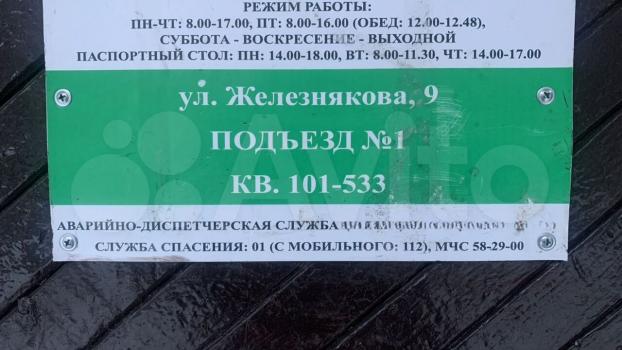 РЕЖИМ РАБОТЫ:
ПН-ЧТ: 8.00-17.00, ПТ: 8.00-16.00 (ОБЕД: 12.00-12.48),
СУББОТА - ВОСКРЕСЕНИЕ - ВЫХОДНОЙ
ПАСПОРТНЫЙ СТОЛ: ПН: 14.00-18.00, ВТ: 8.00-11.30, ЧТ: 14.00-17.00
ул. Железнякова, 9
ПОДЪЕЗД №1
КВ. 101-533
Avito
АВАРИЙНО-ДИСПЕТЧЕРСКАЯ СЛУЖБА
СЛУЖБА СПАСЕНИЯ: 01 (С МОБИЛЬНОГО: 112), МЧС 58-29-00